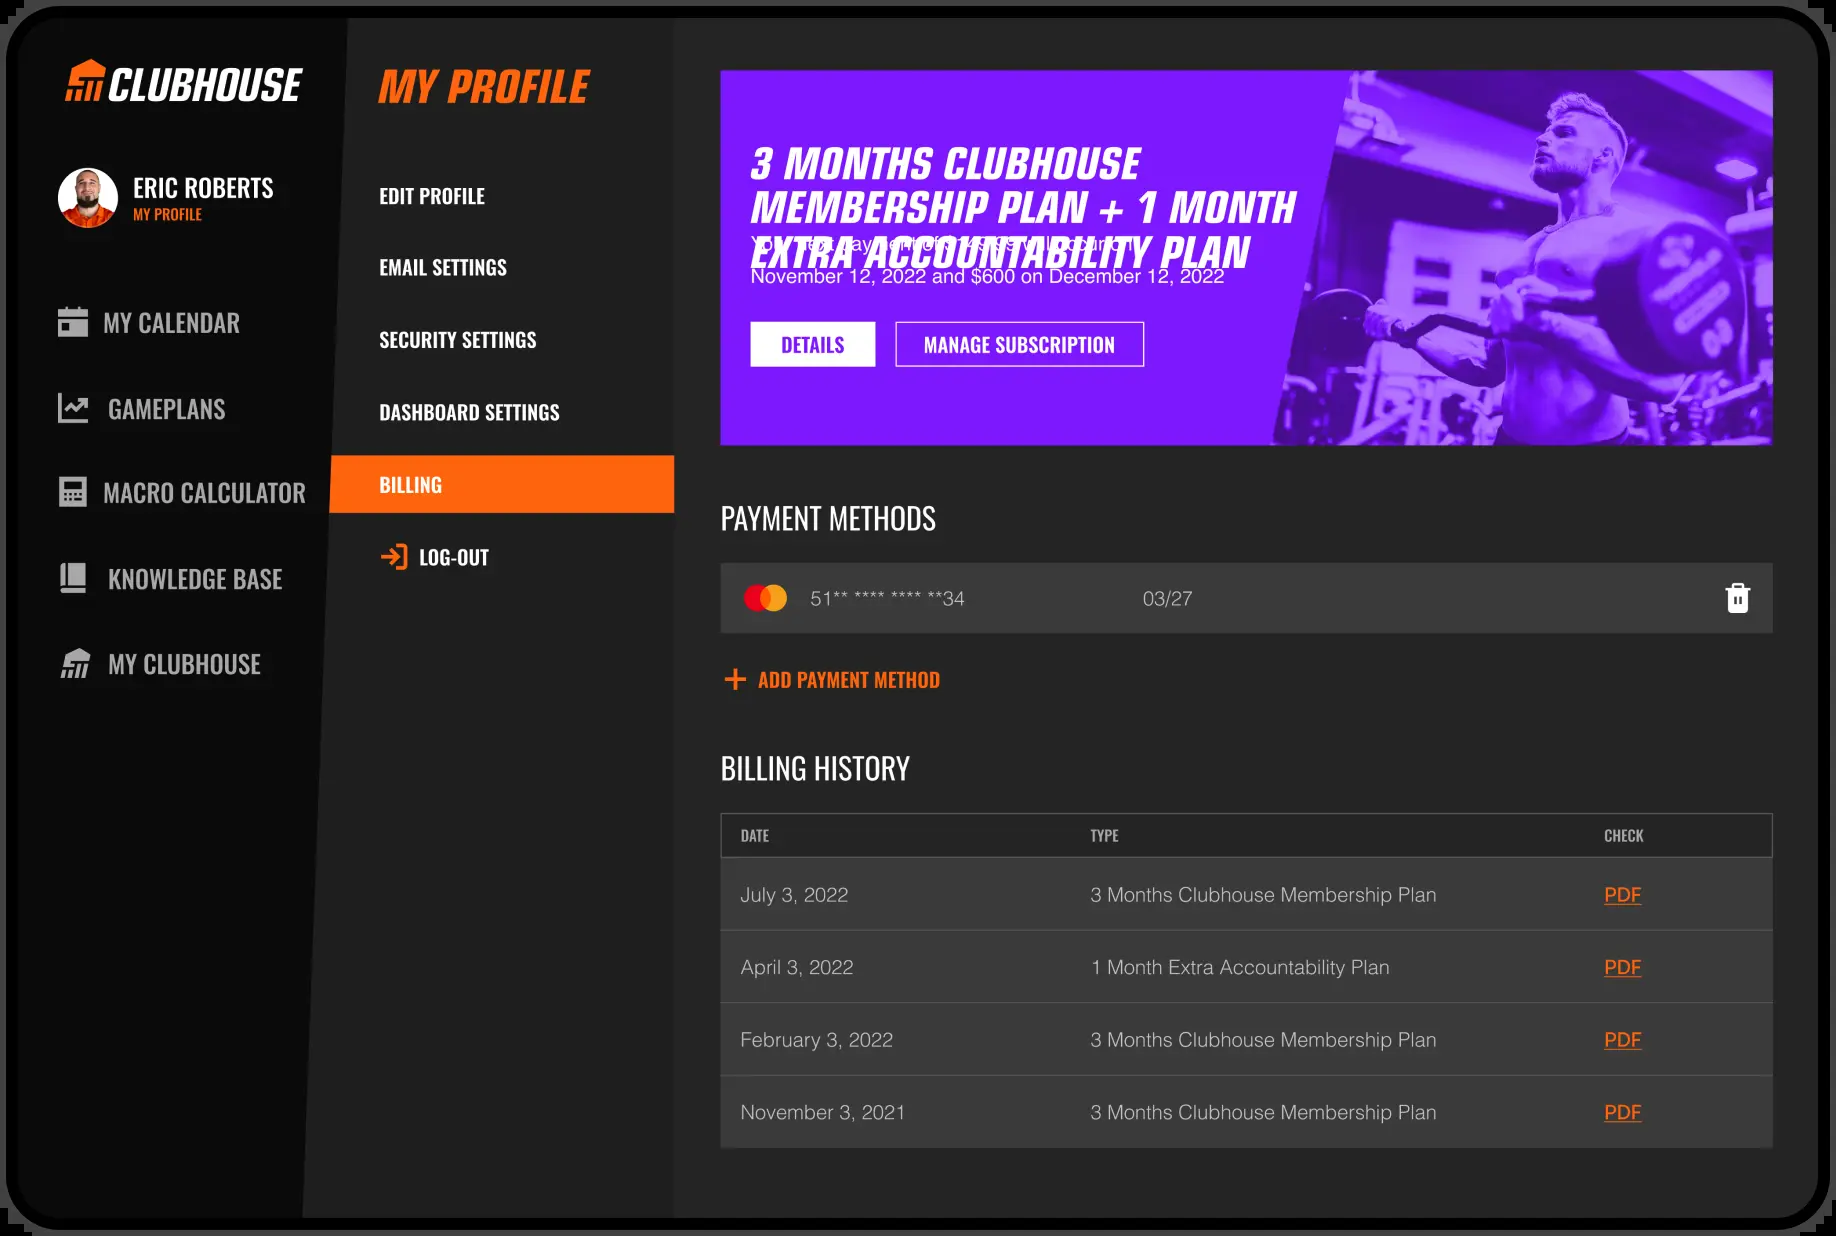 CLUBHOUSE
ERIC ROBERTS
MY PROFILE
MY CALENDAR
GAMEPLANS
MACRO CALCULATOR
KNOWLEDGE BASE
MY CLUBHOUSE
MY PROFILE
EDIT PROFILE
EMAIL SETTINGS
SECURITY SETTINGS
DASHBOARD SETTINGS
BILLING
LOG-OUT
3 MONTHS CLUBHOUSE
MEMBERSHIP PLAN + 1 MONTH
EXTRA ACCOUNTABILITY PLAN
November 12, 2022 and $600 on December 12, 2022
DETAILS
MANAGE SUBSCRIPTION
PAYMENT METHODS
51** **** **** **34 03/27
ADD PAYMENT METHOD
BILLING HISTORY
DATE TYPE CHECK
July 3, 2022 3 Months Clubhouse Membership Plan PDF
April 3, 2022 1 Month Extra Accountability Plan PDF
February 3, 2022 3 Months Clubhouse Membership Plan PDF
November 3, 2021 3 Months Clubhouse Membership Plan PDF